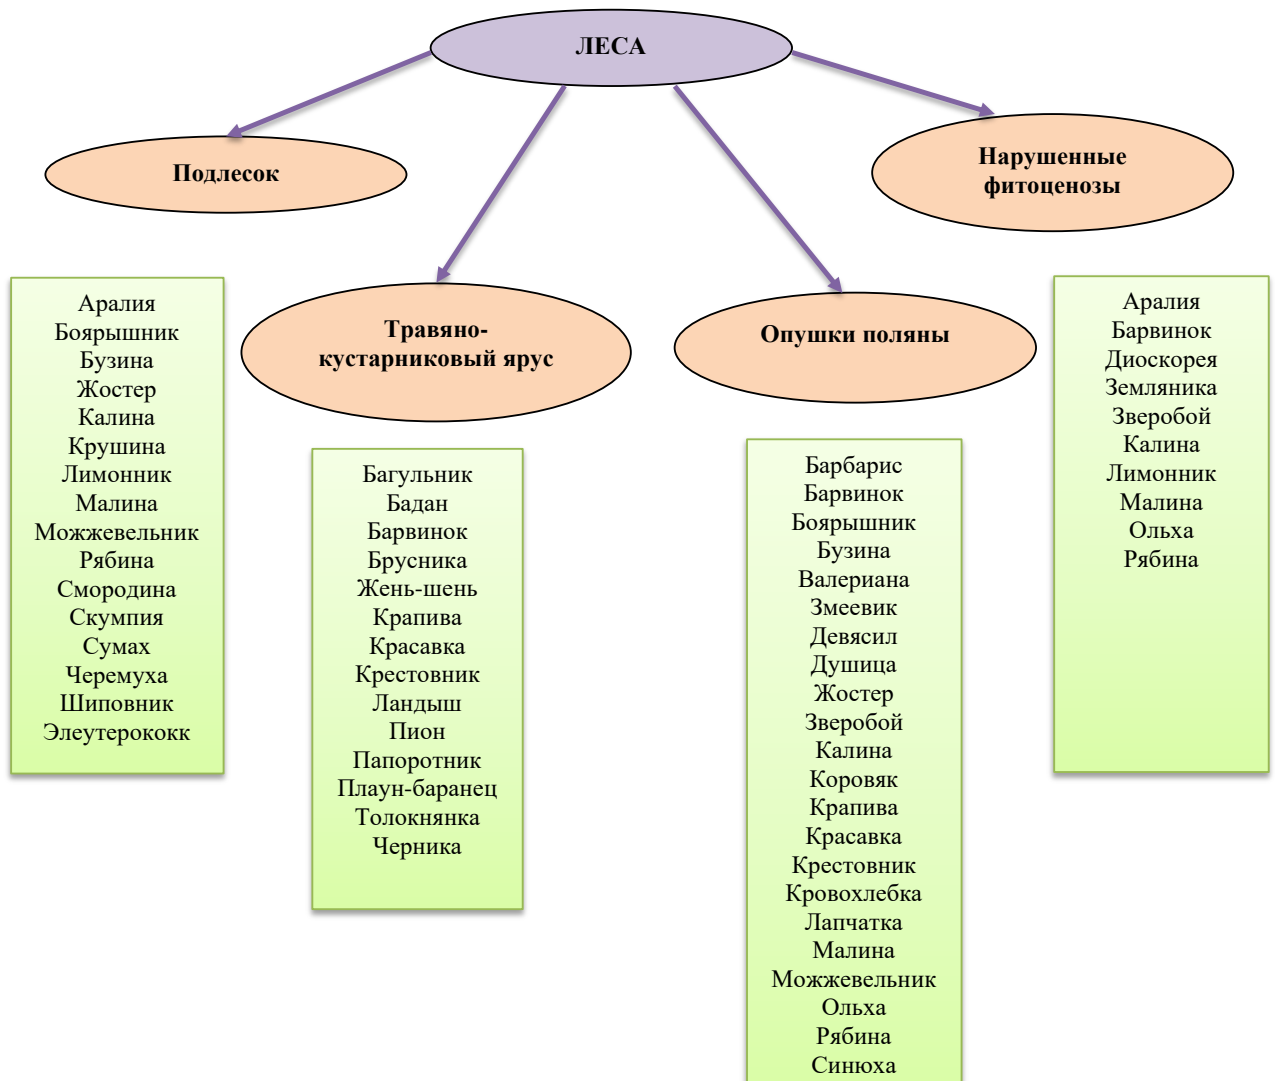 ЛЕСА
Подлесок
Нарушенные
фитоценозы
Травяно-
кустарниковый ярус
Опушки поляны
Аралия
Боярышник
Бузина
Жостер
Калина
Крушина
Лимонник
Малина
Можжевельник
Рябина
Смородина
Скумпия
Сумах
Черемуха
Шиповник
Элеутерококк
Багульник
Бадан
Барвинок
Брусника
Жень-шень
Крапива
Красавка
Крестовник
Ландыш
Пион
Папоротник
Плаун-баранец
Толокнянка
Черника
Барбарис
Барвинок
Боярышник
Бузина
Валериана
Змеевик
Девясил
Душица
Жостер
Зверобой
Калина
Коровяк
Крапива
Красавка
Крестовник
Кровохлебка
Лапчатка
Малина
Можжевельник
Ольха
Рябина
Синюха
Аралия
Барвинок
Диоскорея
Земляника
Зверобой
Калина
Лимонник
Малина
Ольха
Рябина